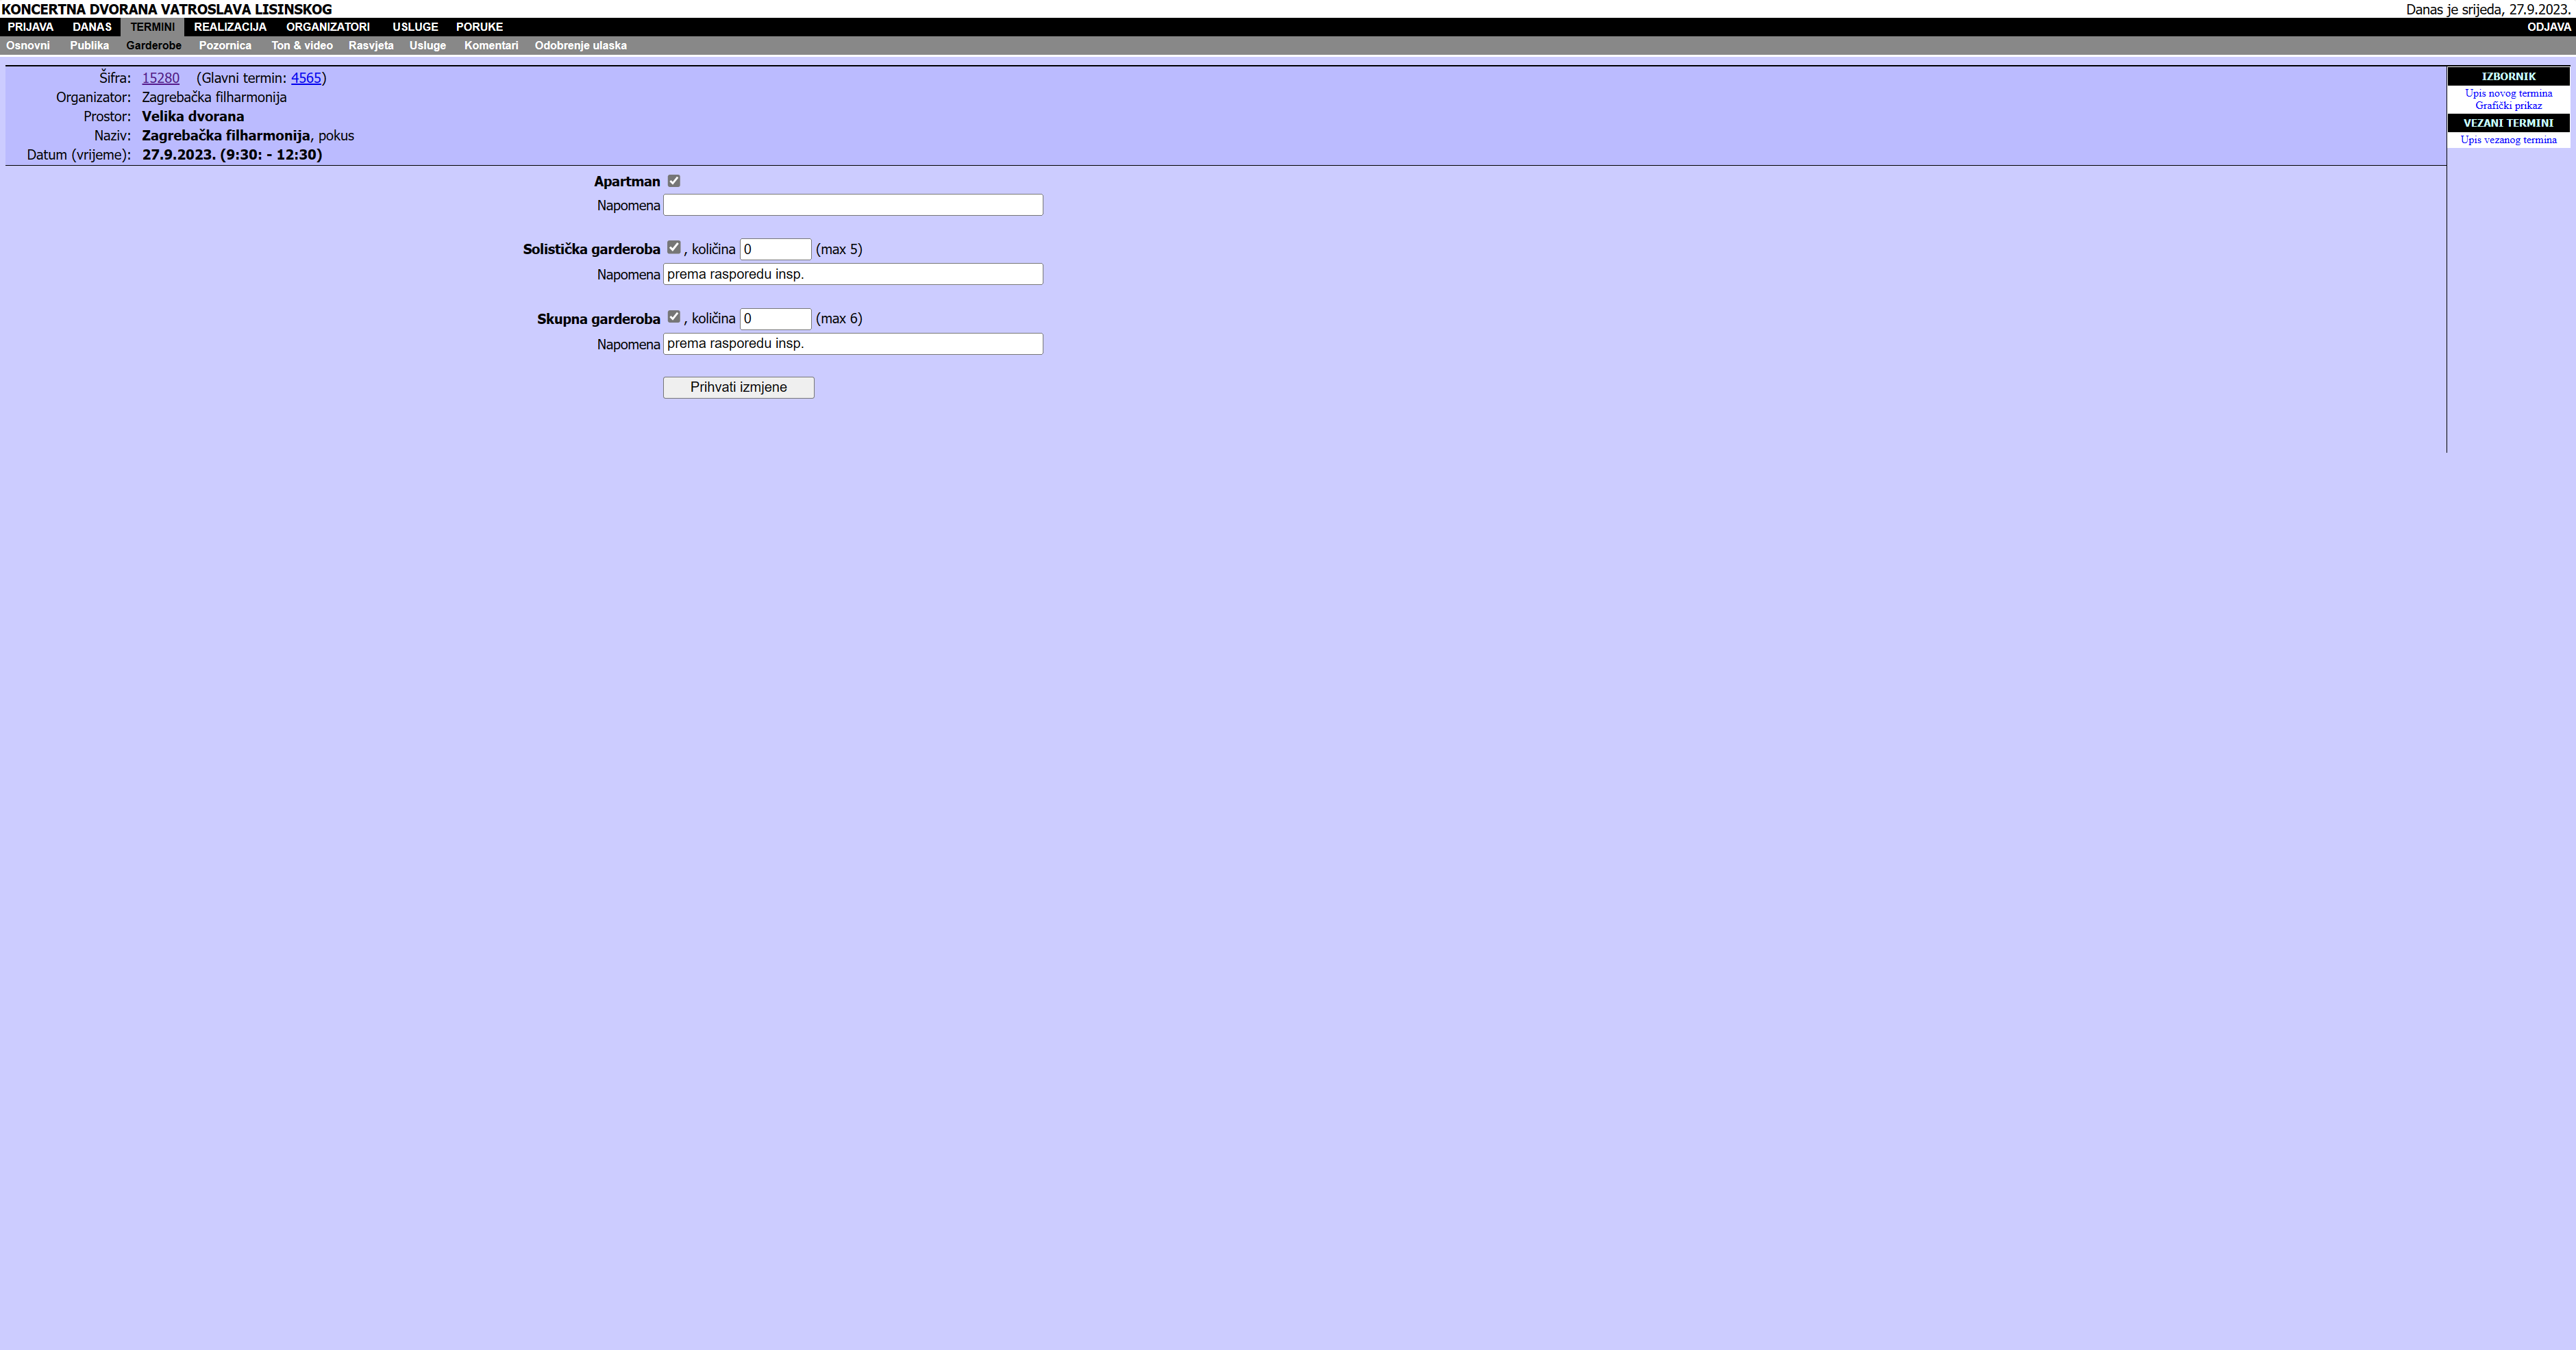 KONCERTNA DVORANA VATROSLAVA LISINSKOG
Danas je srijeda, 27.9.2023.
PRIJAVA DANAS TERMINI REALIZACIJA ORGANIZATORI USLUGE PORUKE ODJAVA
Osnovni Publika Garderobe Pozornica Ton & video Rasvjeta Usluge Komentari Odobrenje ulaska
Šifra: 15280 (Glavni termin: 4565)
Organizator: Zagrebačka filharmonija
Prostor: Velika dvorana
Naziv: Zagrebačka filharmonija, pokus
Datum (vrijeme): 27.9.2023. (9:30: - 12:30)
IZBORNIK
Upis novog termina
Grafički prikaz
VEZANI TERMINI
Upis vezanog termina
Apartman
Napomena
Solistička garderoba , količina 0 (max 5)
Napomena prema rasporedu insp.
Skupna garderoba , količina 0 (max 6)
Napomena prema rasporedu insp.
Prihvati izmjene